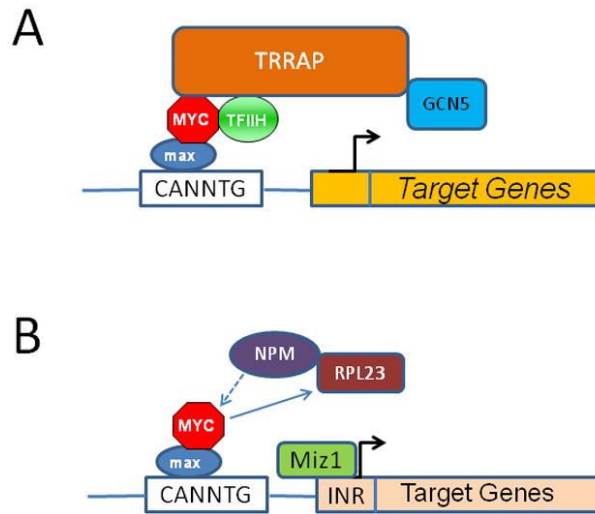 A
TRRAP
GCN5
MYC
TFIIH
max
CANNTG
Target Genes
B
NPM
RPL23
MYC
max
Miz1
CANNTG
INR
Target Genes